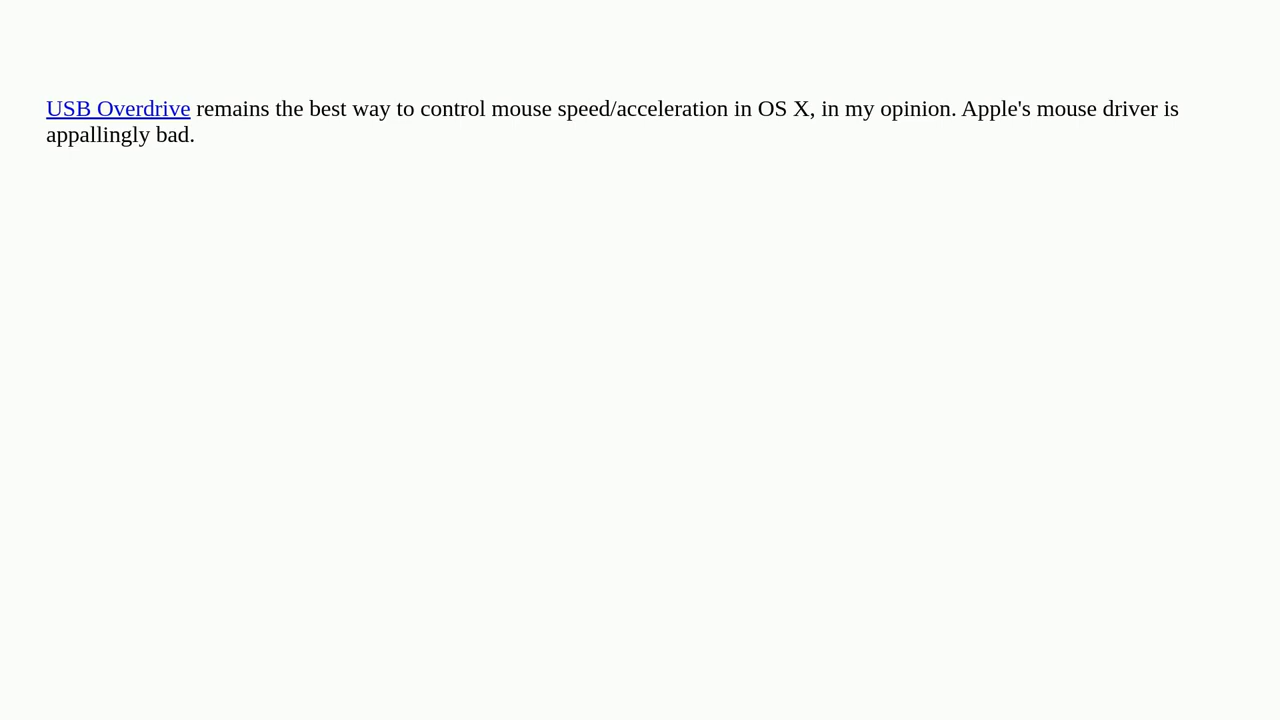 USB Overdrive remains the best way to control mouse speed/acceleration in OS X, in my opinion. Apple's mouse driver is
appallingly bad.